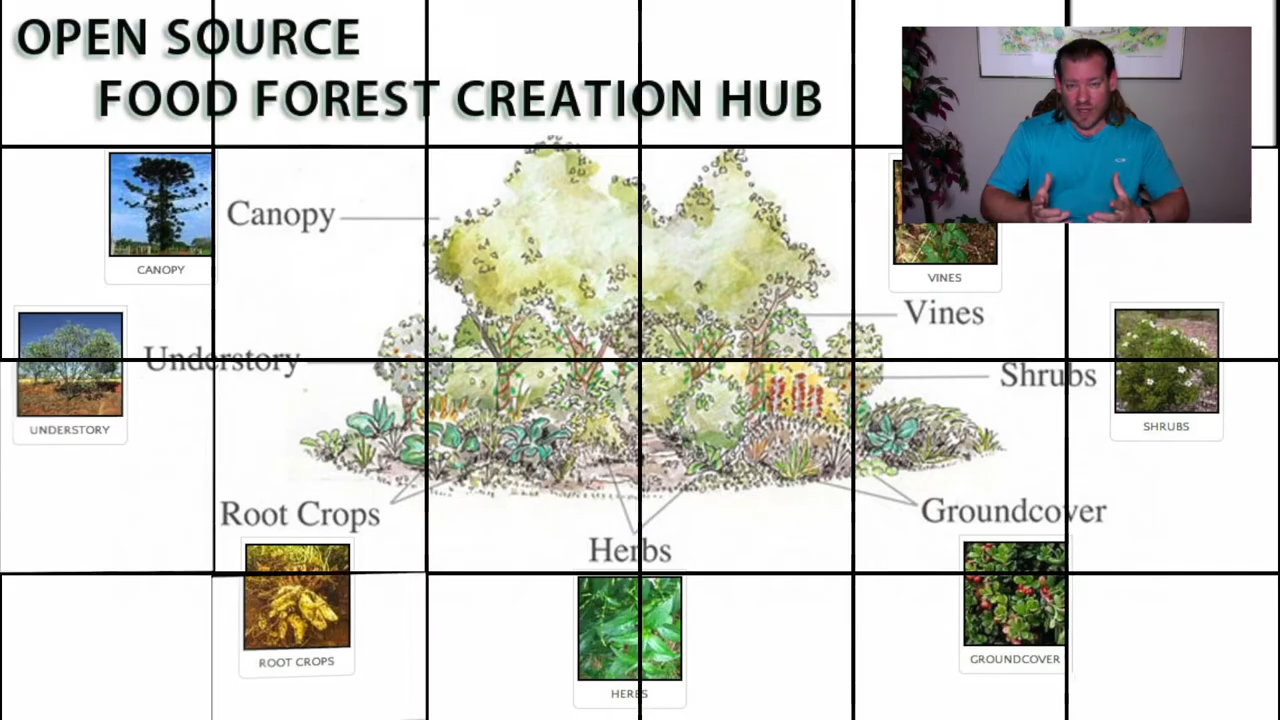 OPEN SOURCE
FOOD FOREST CREATION HUB
Canopy
CANOPY
VINES
Vines
Understory
Shrubs
UNDERSTORY
SHRUBS
Root Crops
Groundcover
Herbs
ROOT CROPS
GROUNDCOVER
HERBS